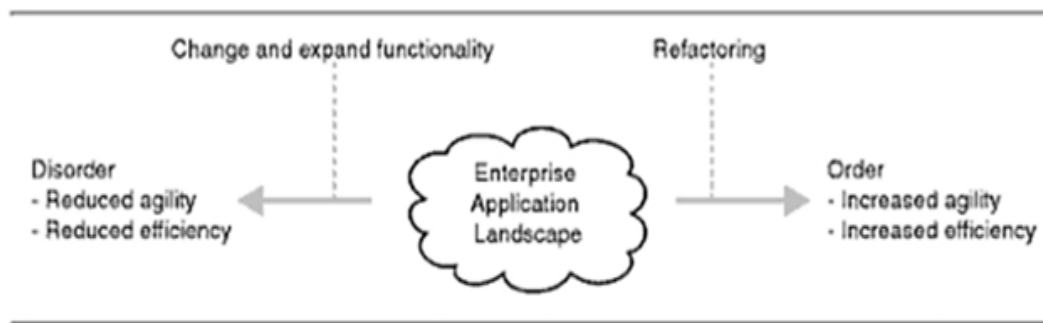 Change and expand functionality
Refactoring
Disorder
- Reduced agility
- Reduced efficiency
Enterprise
Application
Landscape
Order
- Increased agility
- Increased efficiency